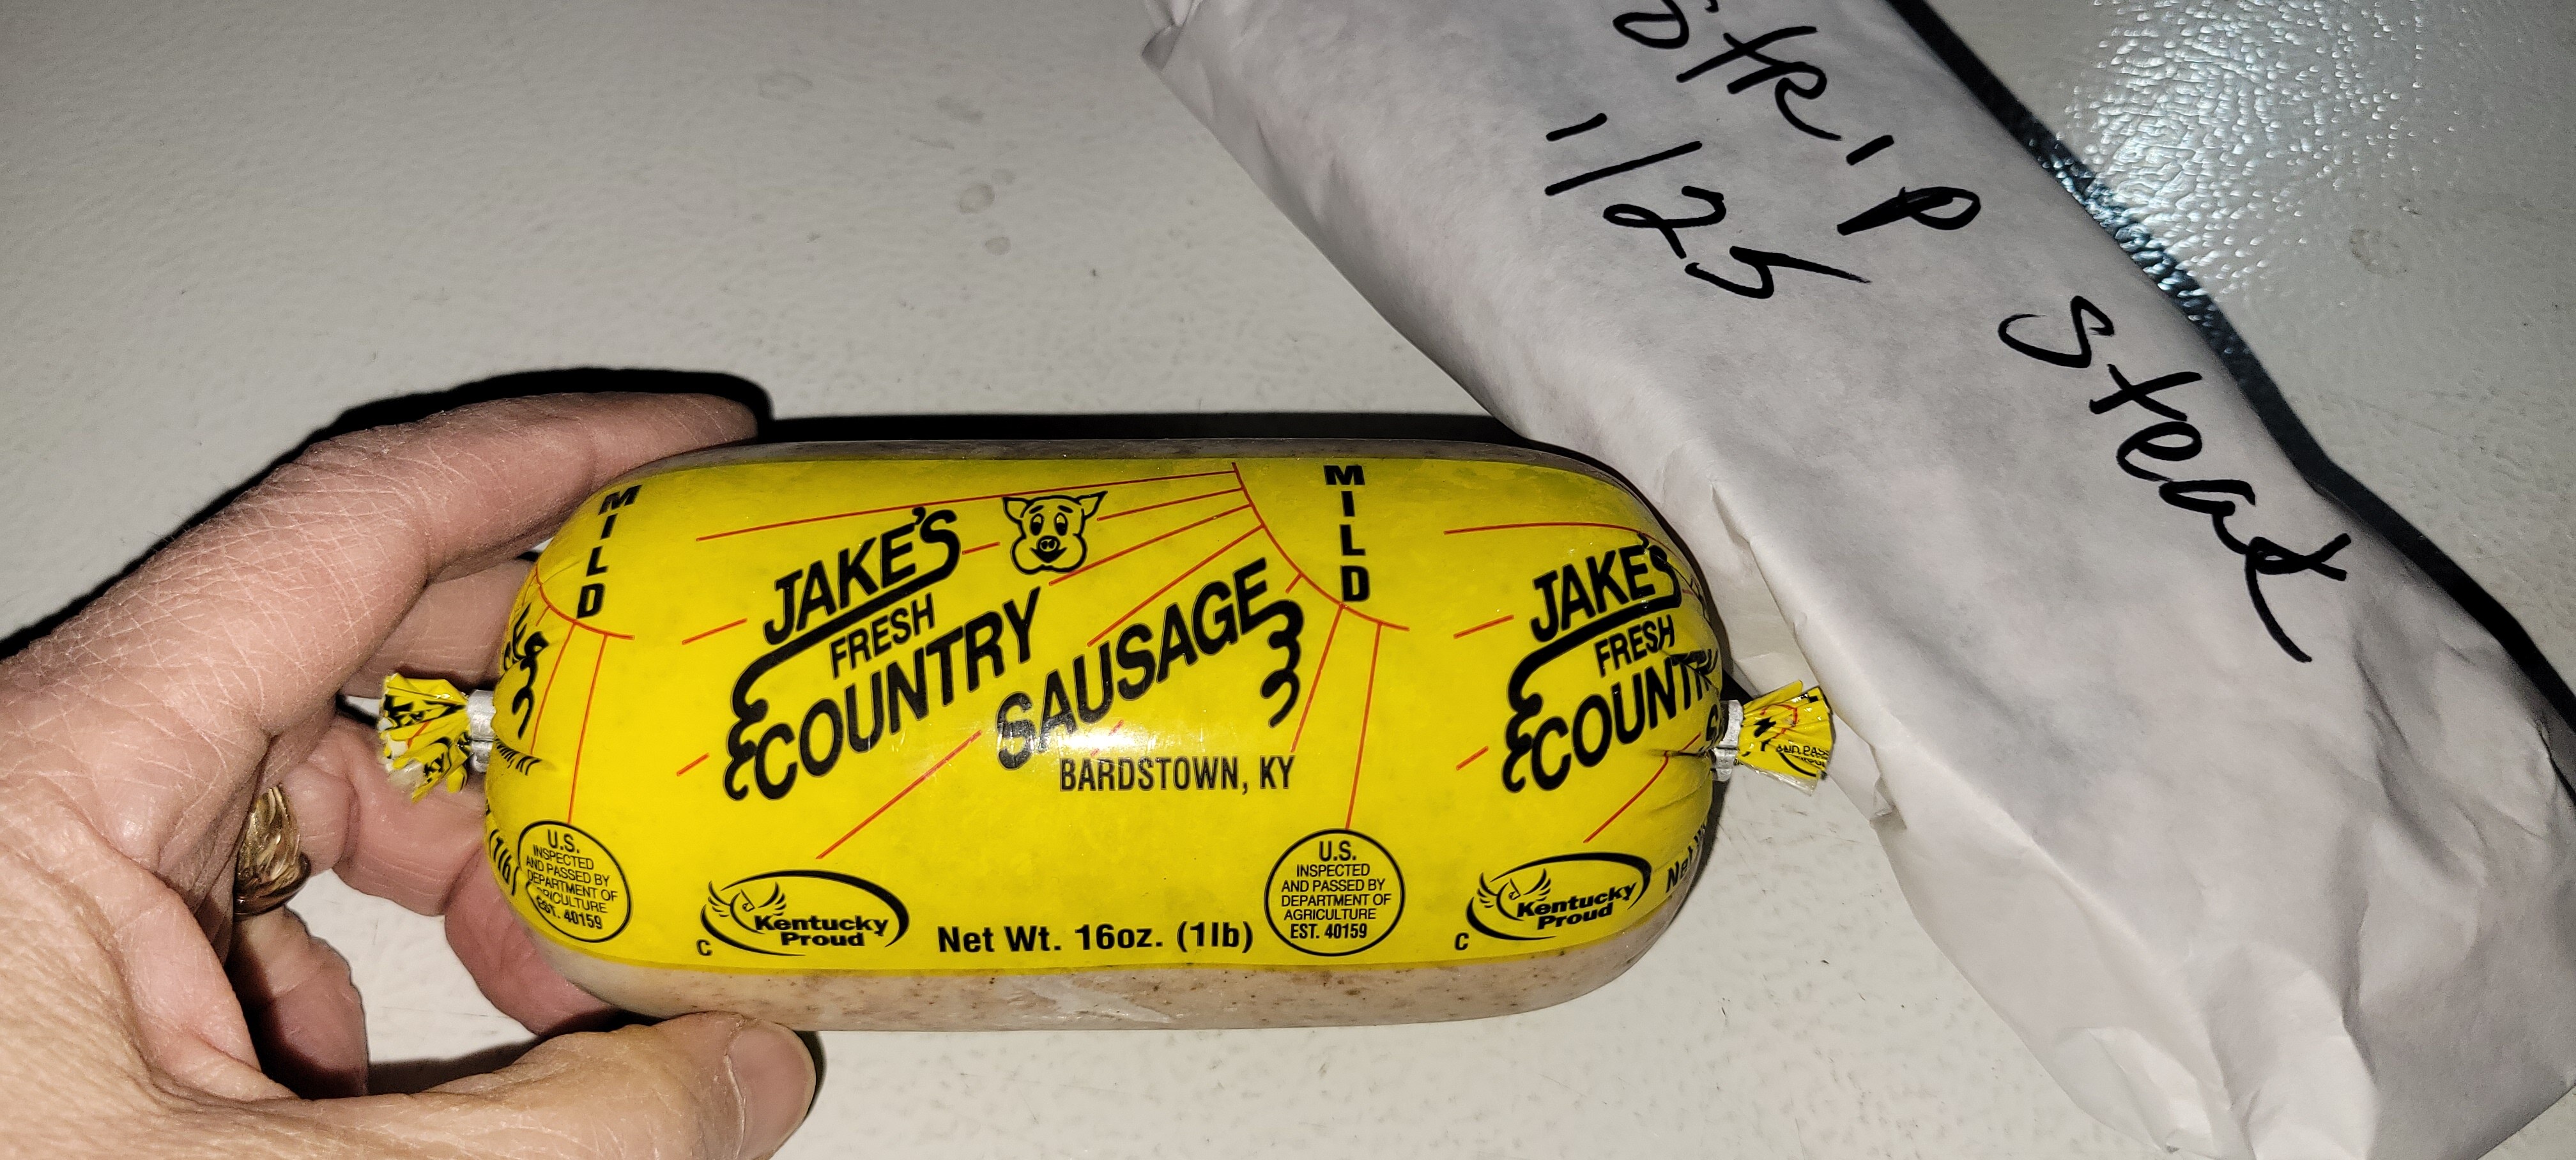 Strip Steak
1/25
MILD
MILD
JAKE'S
FRESH
COUNTRY
SAUSAGE
BARDSTOWN, KY
JAKE'S
FRESH
COUNTRY
U.S.
INSPECTED
AND PASSED BY
DEPARTMENT OF
AGRICULTURE
EST. 40159
C
Kentucky
Proud
Net Wt. 16oz. (1lb)
U.S.
INSPECTED
AND PASSED BY
DEPARTMENT OF
AGRICULTURE
EST. 40159
C
Kentucky
Proud